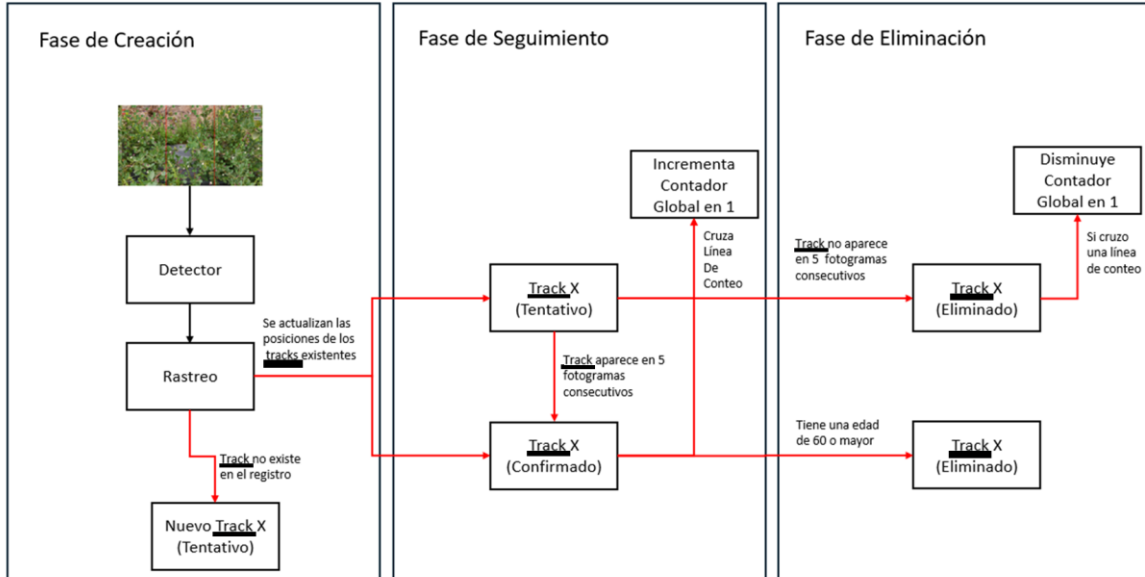 Fase de Creación
Detector
Se actualizan las
posiciones de los
tracks existentes
Rastreo
Track no existe
en el registro
Nuevo Track X
(Tentativo)
Fase de Seguimiento
Incrementa
Contador
Global en 1
Cruza
Línea
De
Conteo
Track X
(Tentativo)
Track aparece en 5
fotogramas
consecutivos
Track X
(Confirmado)
Fase de Eliminación
Disminuye
Contador
Global en 1
Track no aparece
en 5 fotogramas
consecutivos
Si cruzo
una línea
de conteo
Track X
(Eliminado)
Tiene una edad
de 60 o mayor
Track X
(Eliminado)